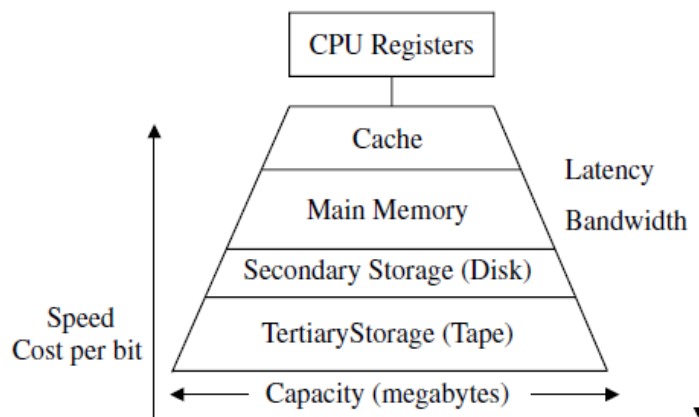 CPU Registers
Cache
Latency
Main Memory
Bandwidth
Secondary Storage (Disk)
Speed
Cost per bit
TertiaryStorage (Tape)
Capacity (megabytes)